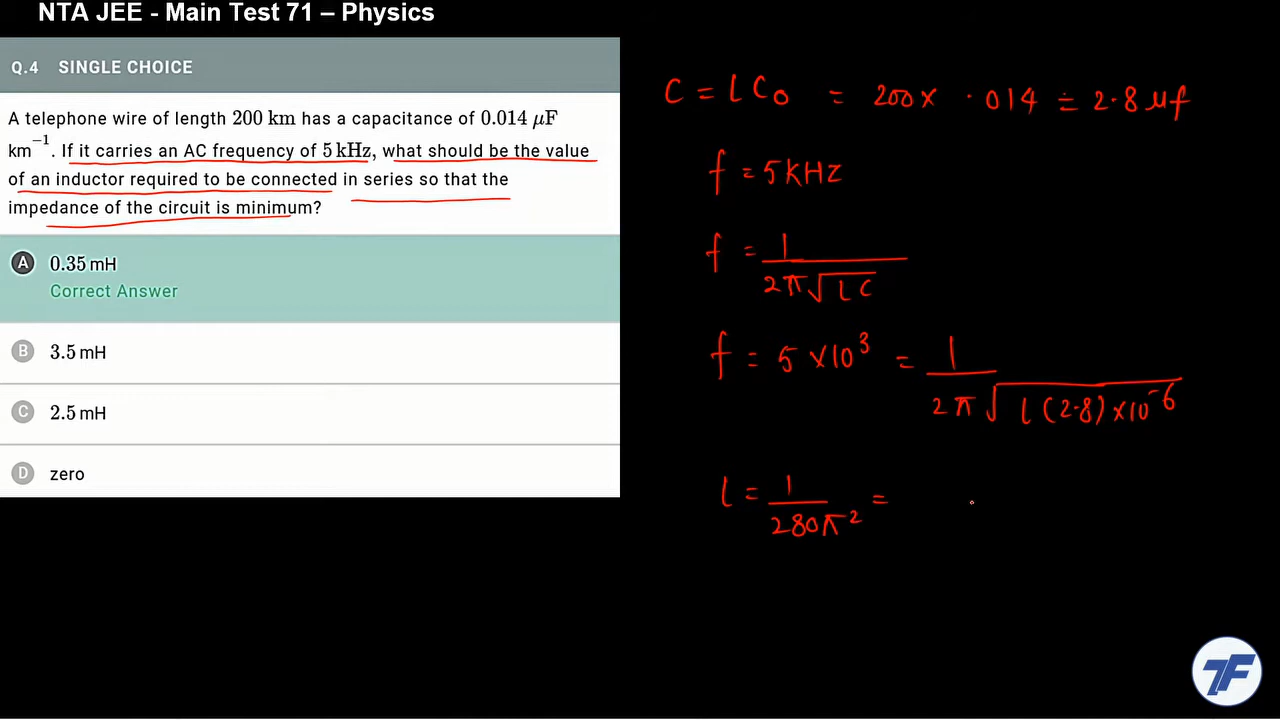 NTA JEE - Main Test 71 – Physics
Q.4 SINGLE CHOICE
A telephone wire of length 200 km has a capacitance of 0.014 μF
km⁻¹. If it carries an AC frequency of 5 kHz, what should be the value
of an inductor required to be connected in series so that the
impedance of the circuit is minimum?
A 0.35 mH
Correct Answer
B 3.5 mH
C 2.5 mH
D zero
C = lC₀ = 200 x .014 = 2.8 μf
f = 5KHZ
f = 1/2π√LC
f = 5 × 10³ = 1/2π√L(2.8)×10⁻⁶
L = 1/280π² =
TF